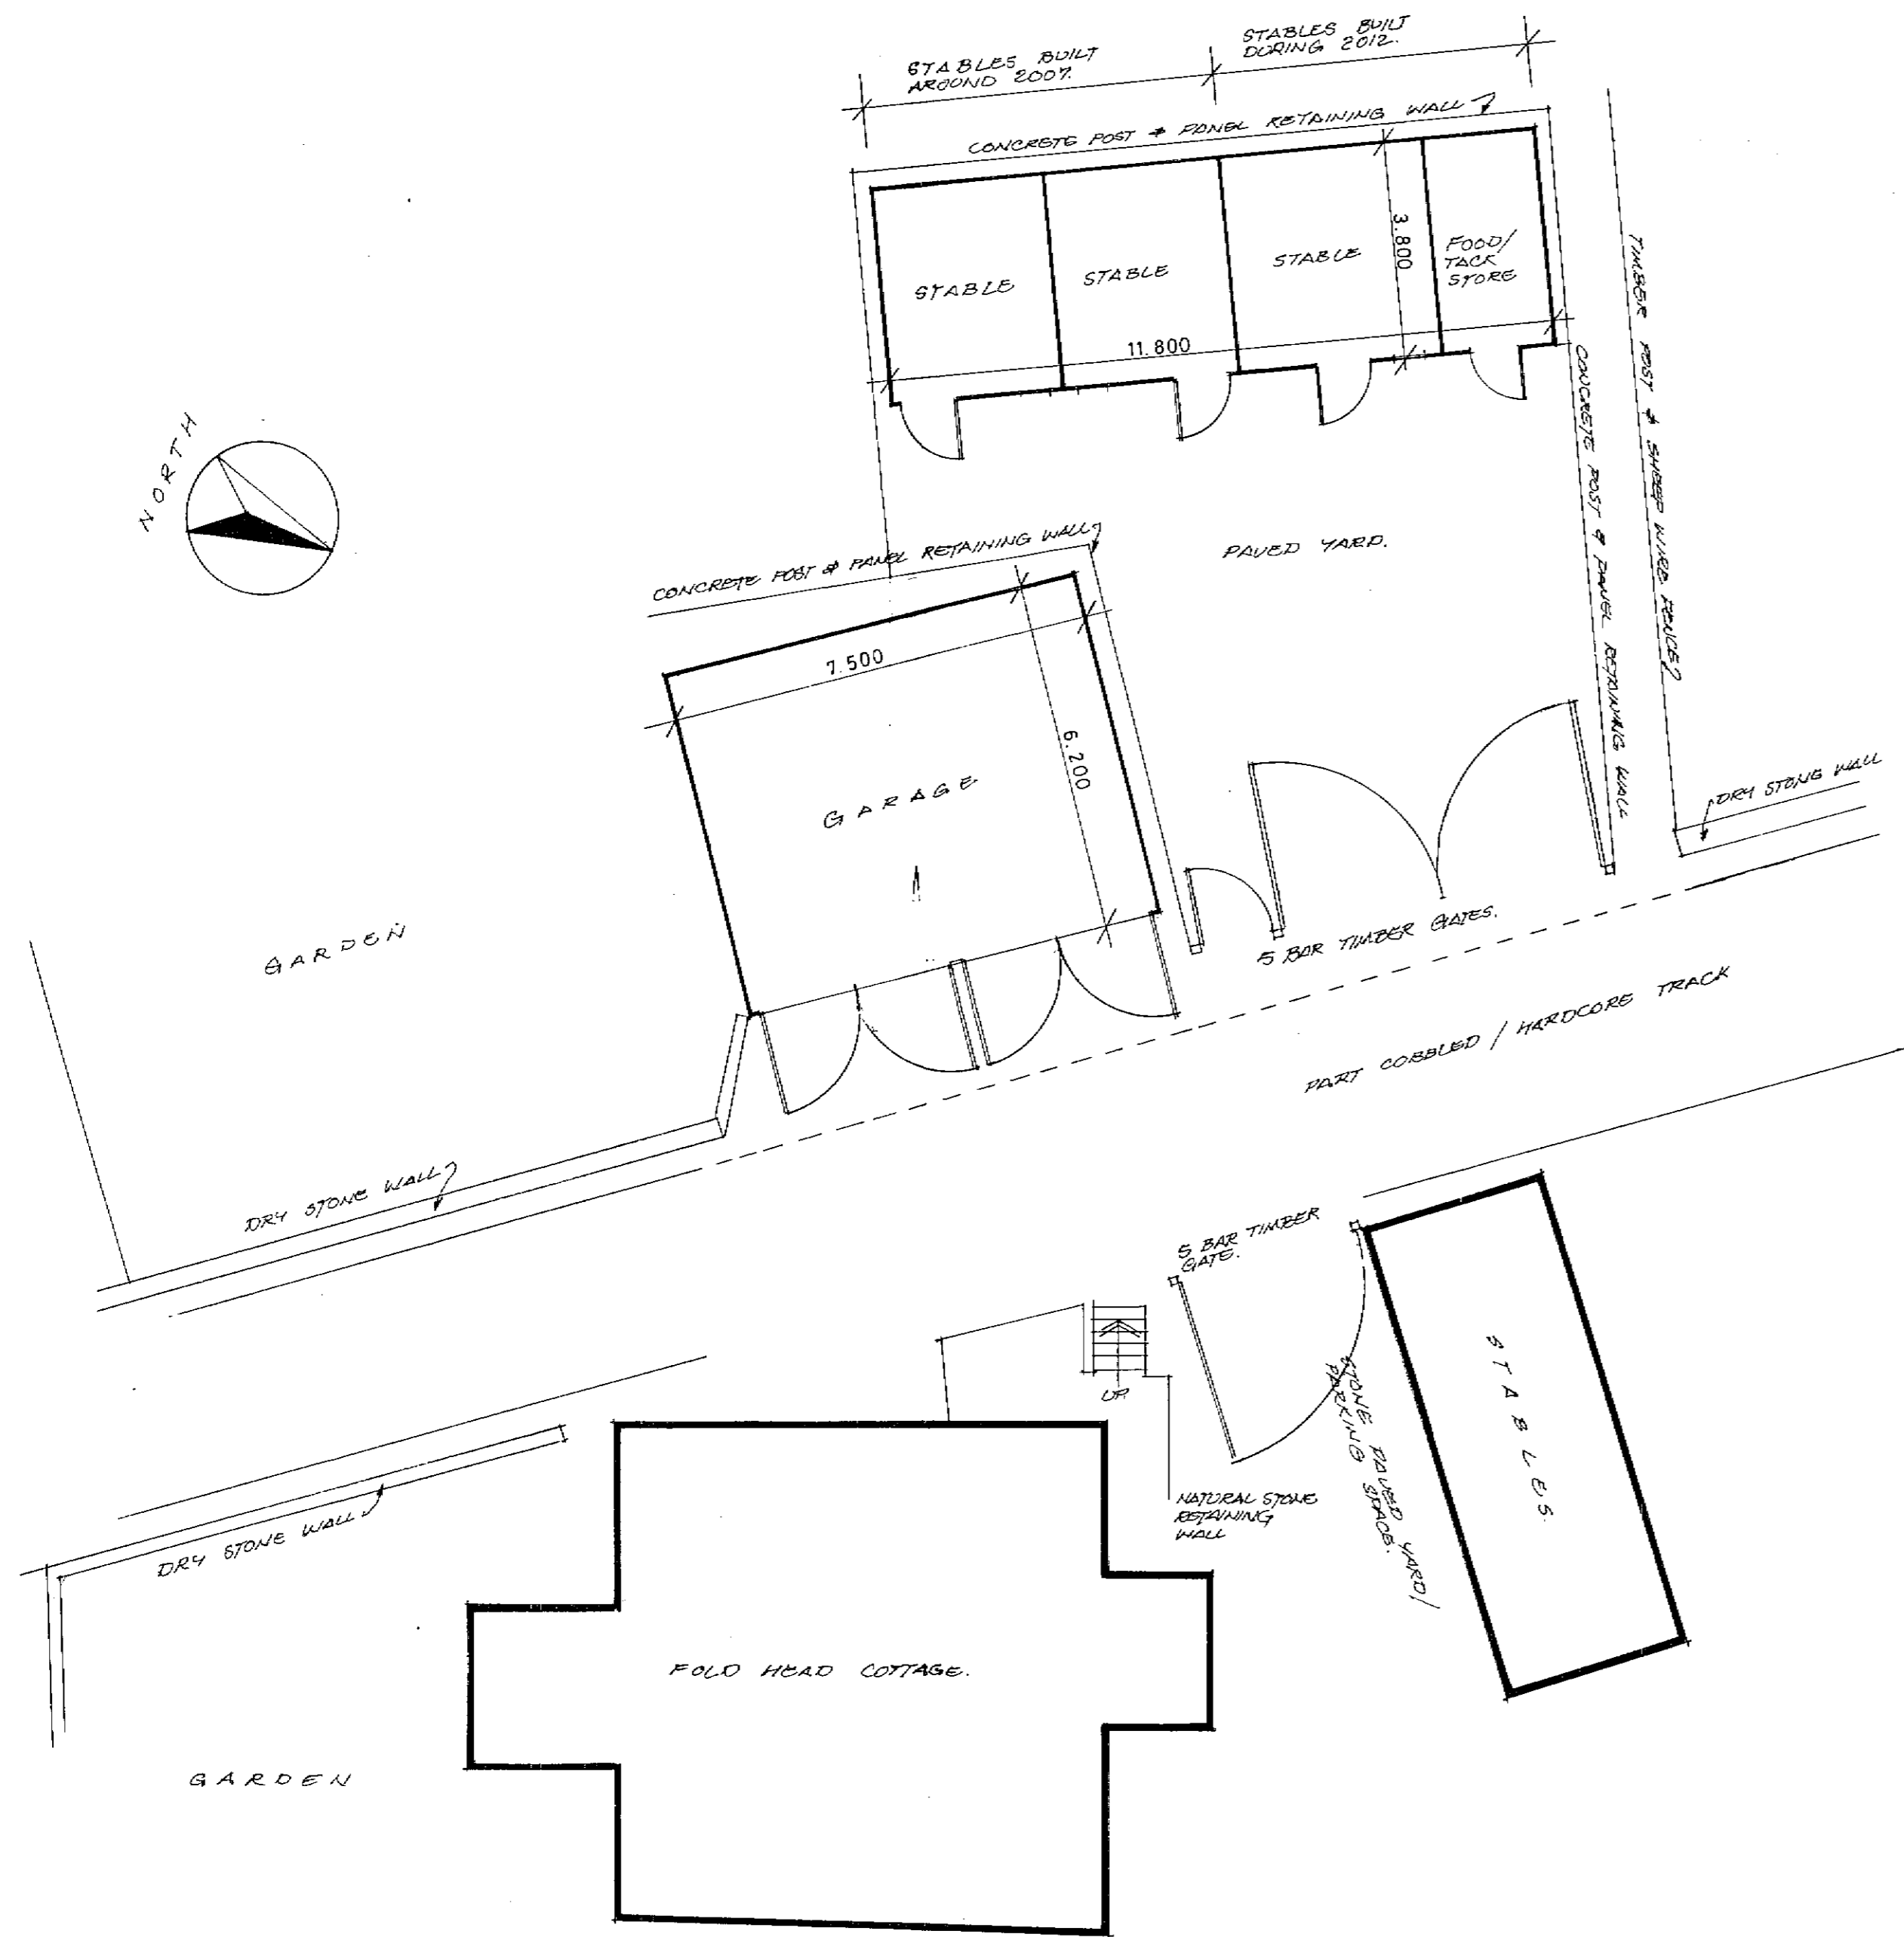 STABLES BUILT
AROUND 2007.
STABLES BUILT
DURING 2012.
CONCRETE POST & PANEL RETAINING WALL
STABLE
STABLE
STABLE
3.800
FOOD/
TACK
STORE
11.800
TIMBER POST & SHEEP WIRE FENCE
CONCRETE POST & PANEL RETAINING WALL
NORTH
CONCRETE POST & PANEL RETAINING WALL
PAVED YARD.
7.500
6.200
GARAGE
DRY STONE WALL
GARDEN
5 BAR TIMBER GATES.
PART COBBLED / HARDCORE TRACK
DRY STONE WALL
5 BAR TIMBER
GATE.
UP
STONE PAVED YARD/
PARKING SPACE.
STABLES.
NATURAL STONE
RETAINING
WALL
DRY STONE WALL
FOLD HEAD COTTAGE.
GARDEN